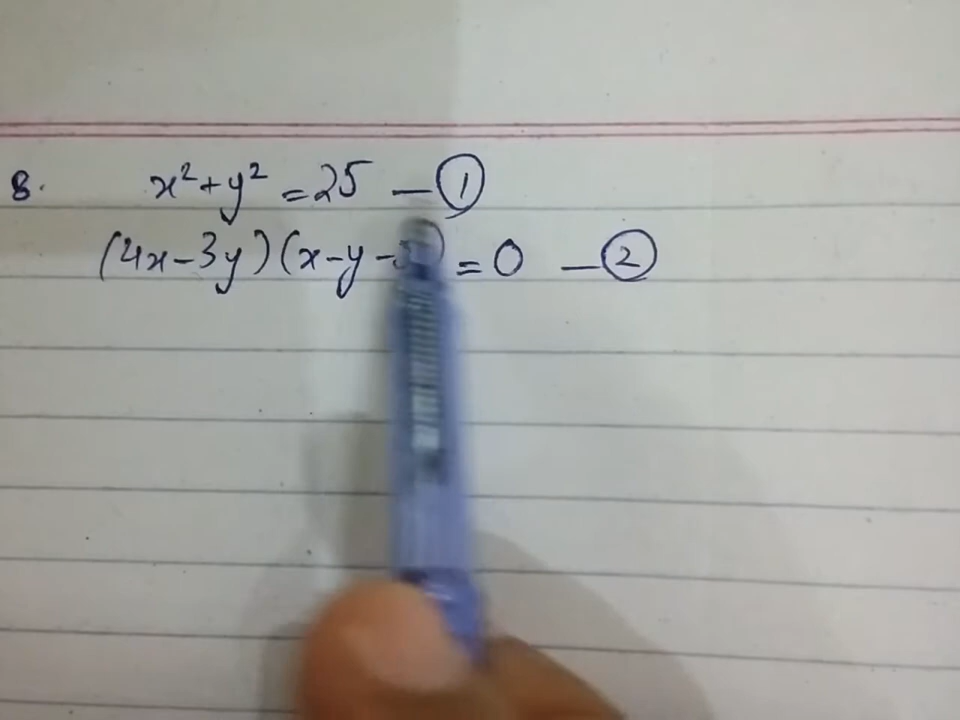 8. x² + y² = 25 — ①
(4x - 3y)(x - y - ) = 0 — ②